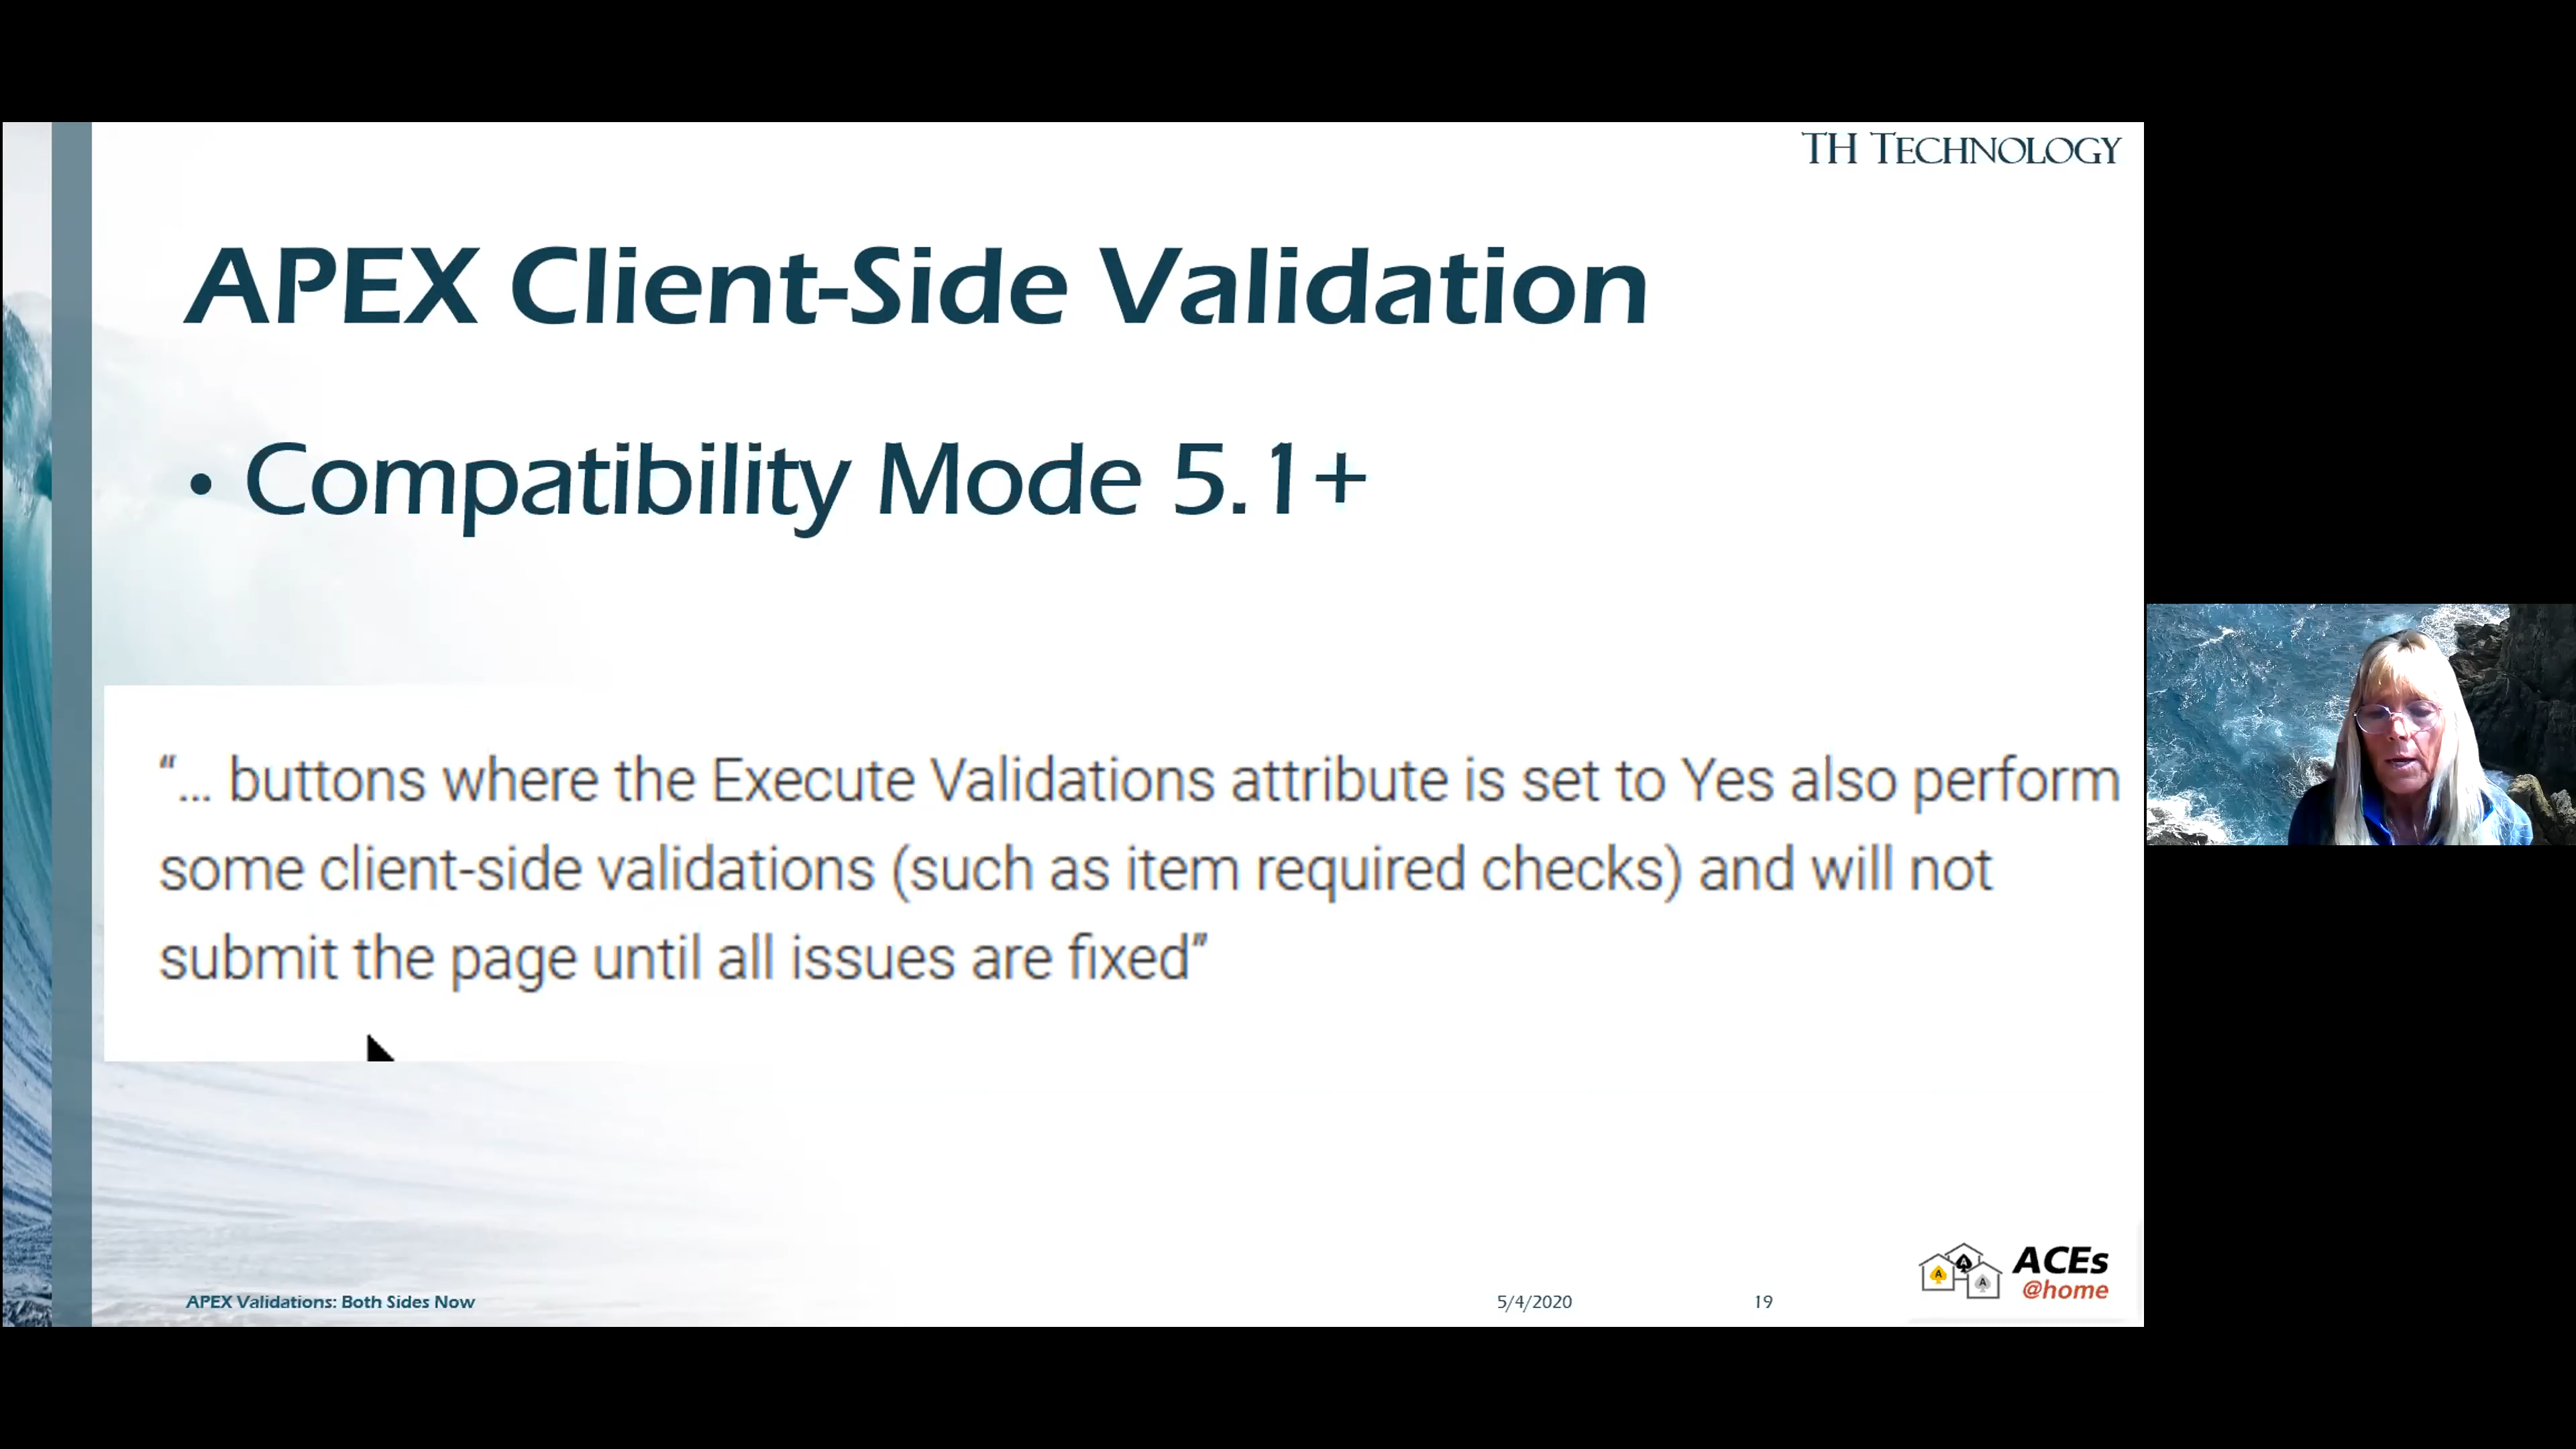 TH TECHNOLOGY
APEX Client-Side Validation
• Compatibility Mode 5.1+
“... buttons where the Execute Validations attribute is set to Yes also perform
some client-side validations (such as item required checks) and will not
submit the page until all issues are fixed”
APEX Validations: Both Sides Now
5/4/2020
19
A
A
A
ACEs
@home